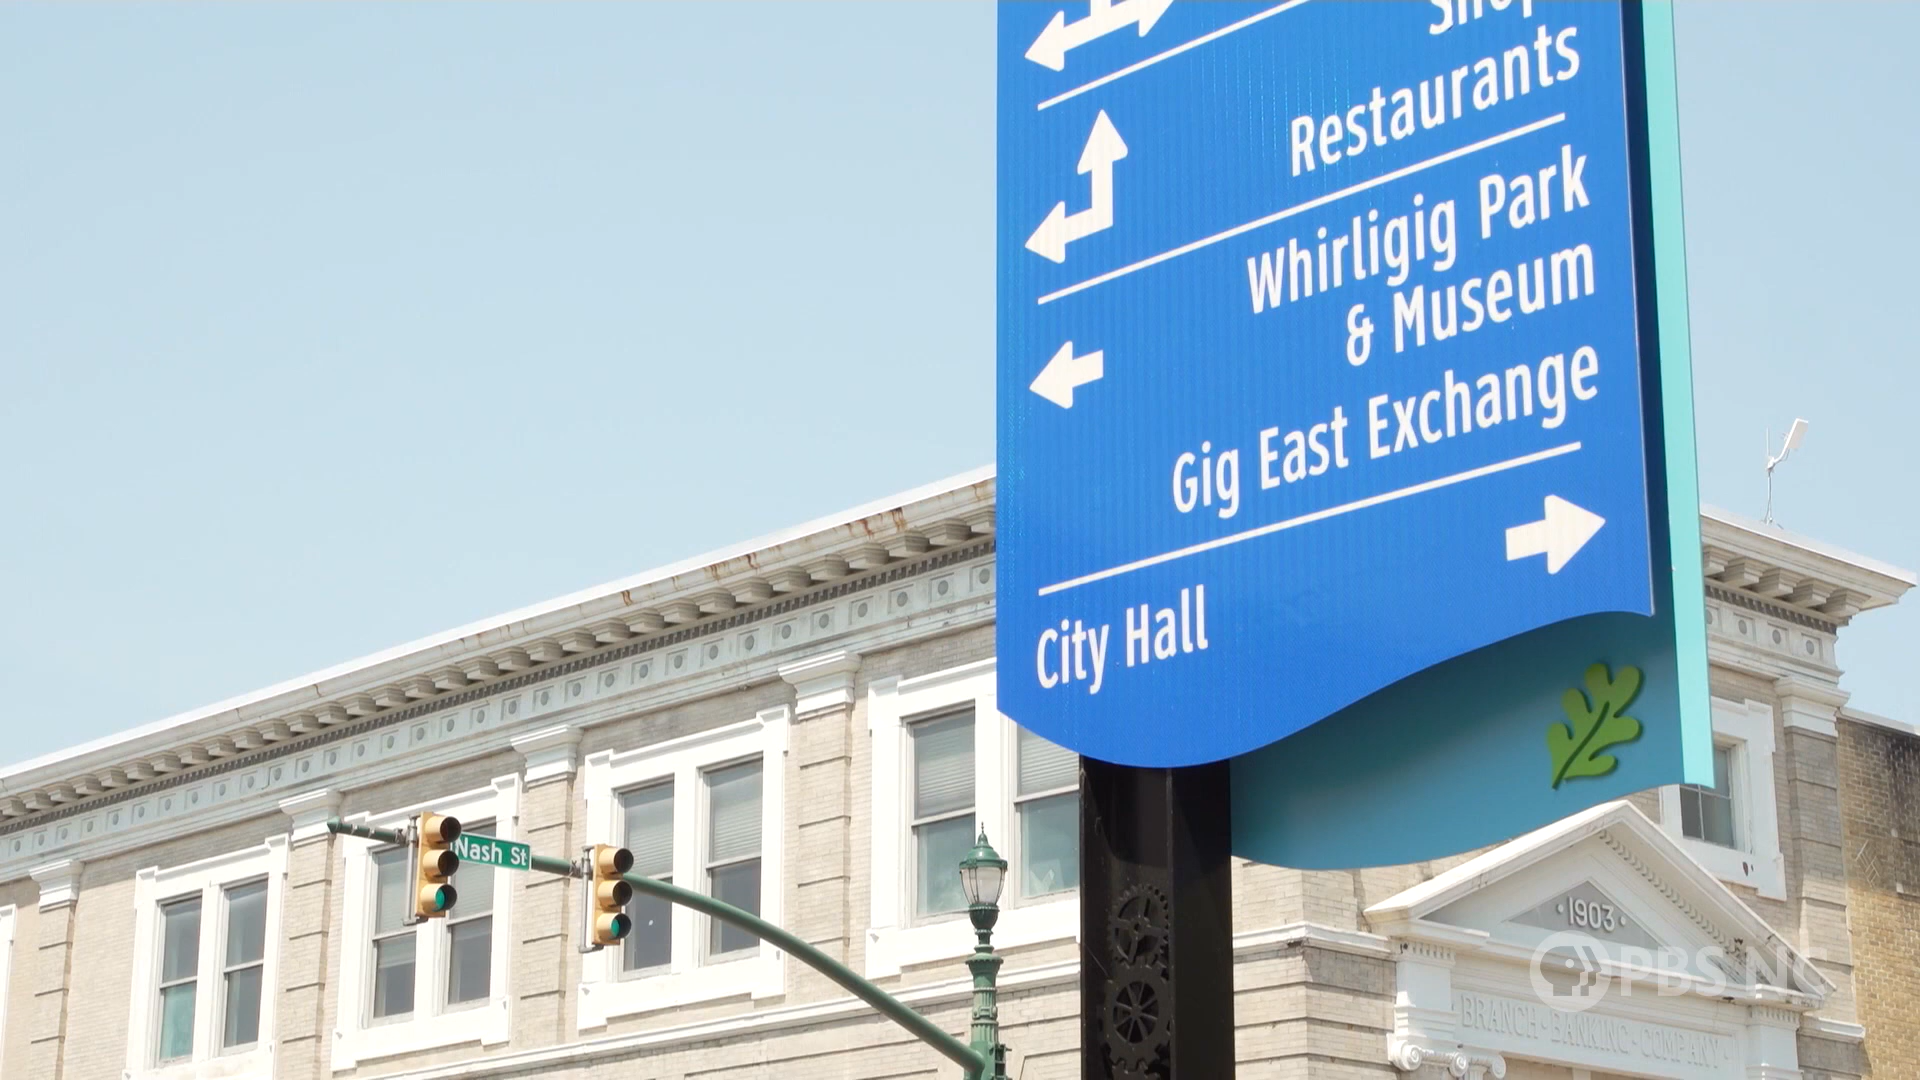 Restaurants
Whirligig Park
& Museum
Gig East Exchange
City Hall
Nash St
1903
BRANCH · BANKING · COMPANY
PBS NC